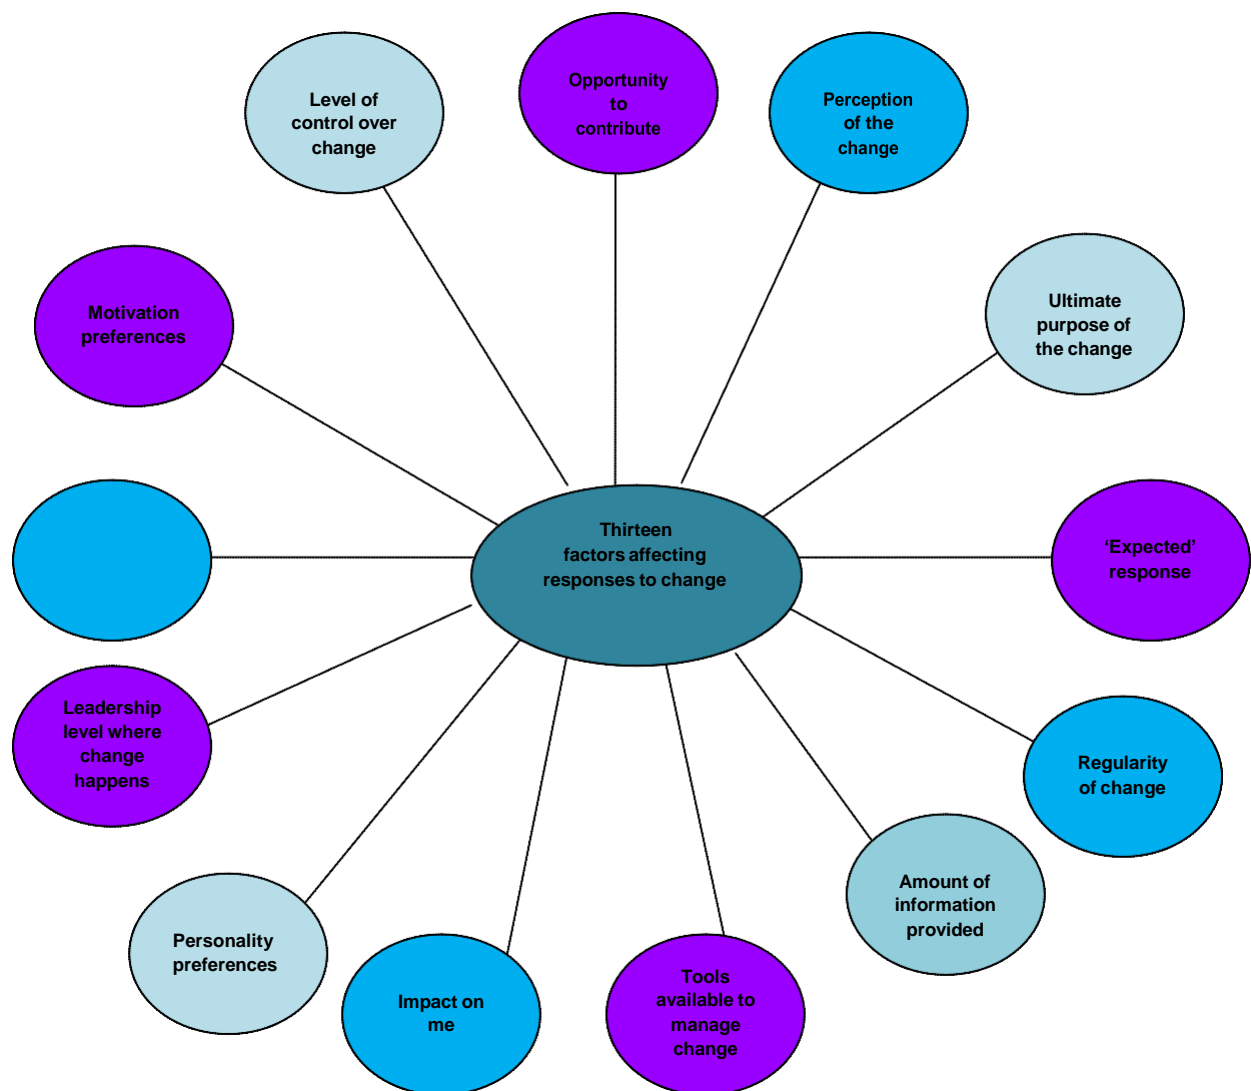 Opportunity
to
contribute
Level of
control over
change
Perception
of the
change
Ultimate
purpose of
the change
Motivation
preferences
Thirteen
factors affecting
responses to change
‘Expected’
response
Leadership
level where
change
happens
Regularity
of change
Amount of
information
provided
Personality
preferences
Impact on
me
Tools
available to
manage
change